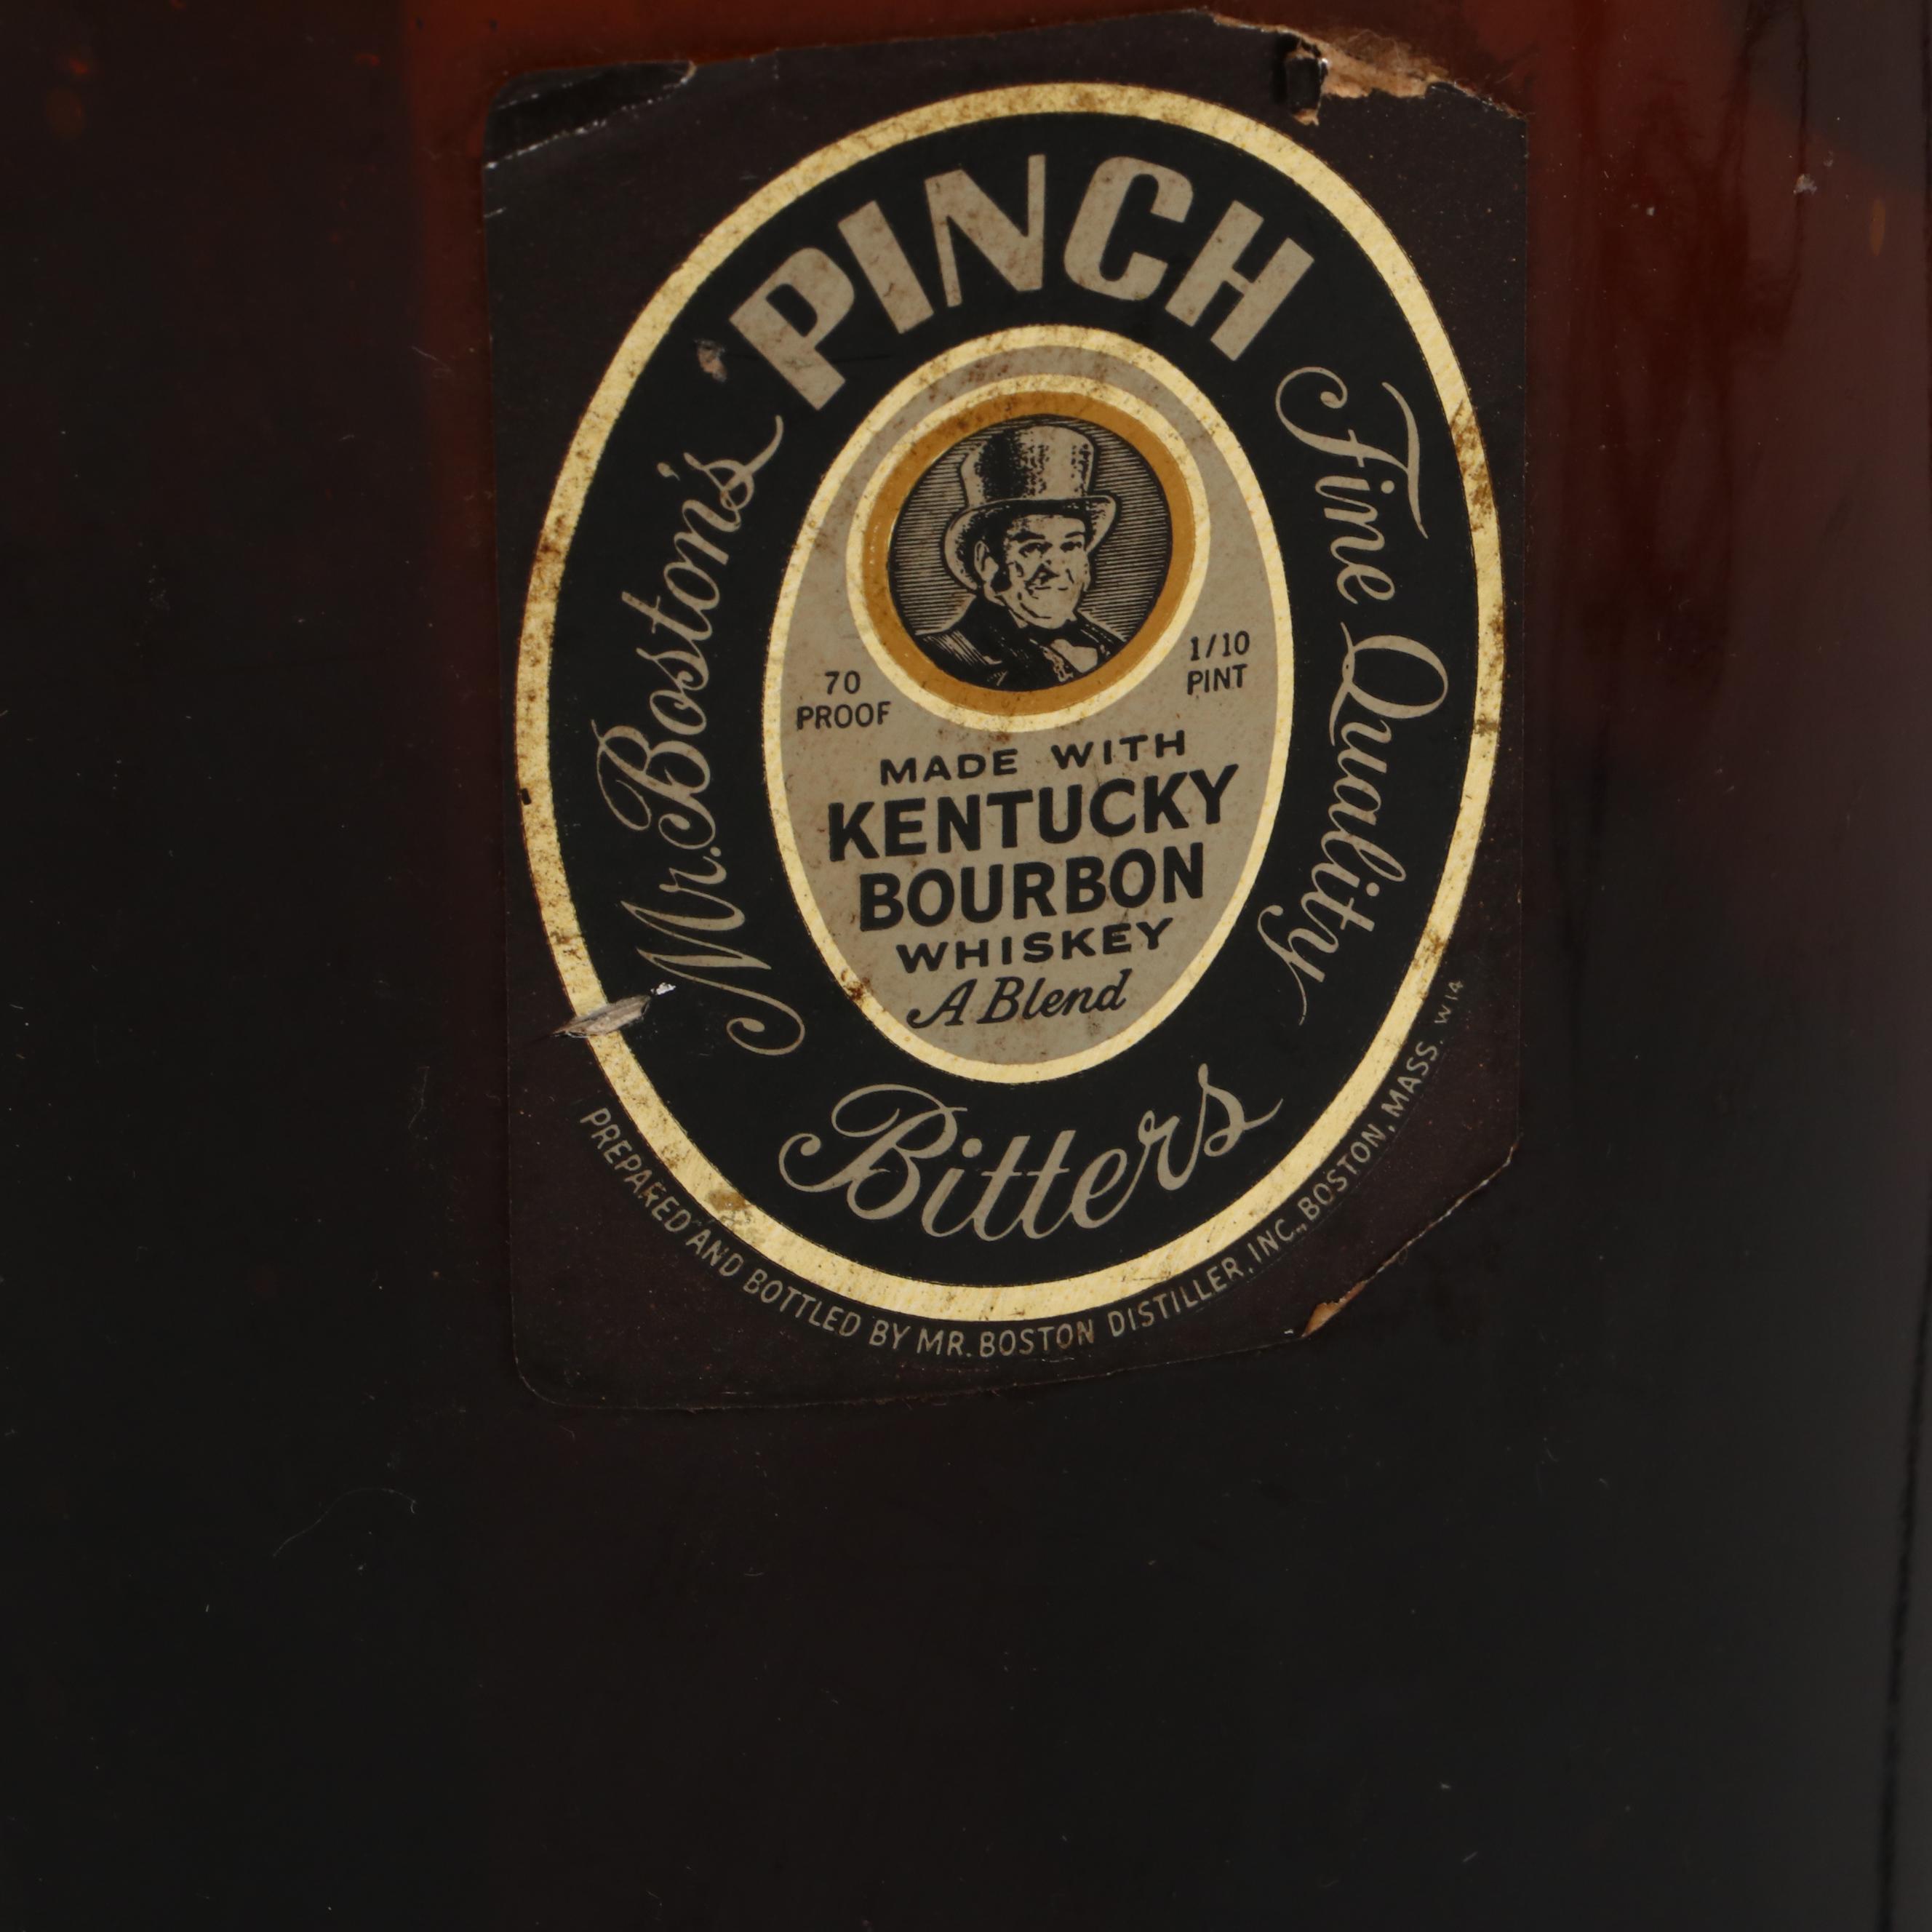 Mr. Boston's PINCH Fine Quality
Bitters
70
PROOF
1/10
PINT
MADE WITH
KENTUCKY
BOURBON
WHISKEY
A Blend
PREPARED AND BOTTLED BY MR. BOSTON DISTILLER, INC., BOSTON, MASS. W14